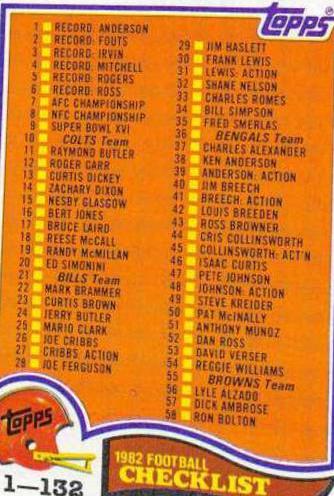 topps
1 RECORD: ANDERSON
2 RECORD: FOUTS
3 RECORD: IRVIN
4 RECORD: MITCHELL
5 RECORD: ROGERS
6 RECORD: ROSS
7 AFC CHAMPIONSHIP
8 NFC CHAMPIONSHIP
9 SUPER BOWL XVI
10 COLTS Team
11 RAYMOND BUTLER
12 ROGER CARR
13 CURTIS DICKEY
14 ZACHARY DIXON
15 NESBY GLASGOW
16 BERT JONES
17 BRUCE LAIRD
18 REESE McCALL
19 RANDY McMILLAN
20 ED SIMONINI
21 BILLS Team
22 MARK BRAMMER
23 CURTIS BROWN
24 JERRY BUTLER
25 MARIO CLARK
26 JOE CRIBBS
27 CRIBBS: ACTION
28 JOE FERGUSON
29 JIM HASLETT
30 FRANK LEWIS
31 LEWIS: ACTION
32 SHANE NELSON
33 CHARLES ROMES
34 BILL SIMPSON
35 FRED SMERLAS
36 BENGALS Team
37 CHARLES ALEXANDER
38 KEN ANDERSON
39 ANDERSON: ACTION
40 JIM BREECH
41 BREECH: ACTION
42 LOUIS BREEDEN
43 ROSS BROWNER
44 CRIS COLLINSWORTH
45 COLLINSWORTH: ACT'N
46 ISAAC CURTIS
47 PETE JOHNSON
48 JOHNSON: ACTION
49 STEVE KREIDER
50 PAT McINALLY
51 ANTHONY MUNOZ
52 DAN ROSS
53 DAVID VERSER
54 REGGIE WILLIAMS
55 BROWNS Team
56 LYLE ALZADO
57 DICK AMBROSE
58 RON BOLTON
topps
1-132
1982 FOOTBALL
CHECKLIST